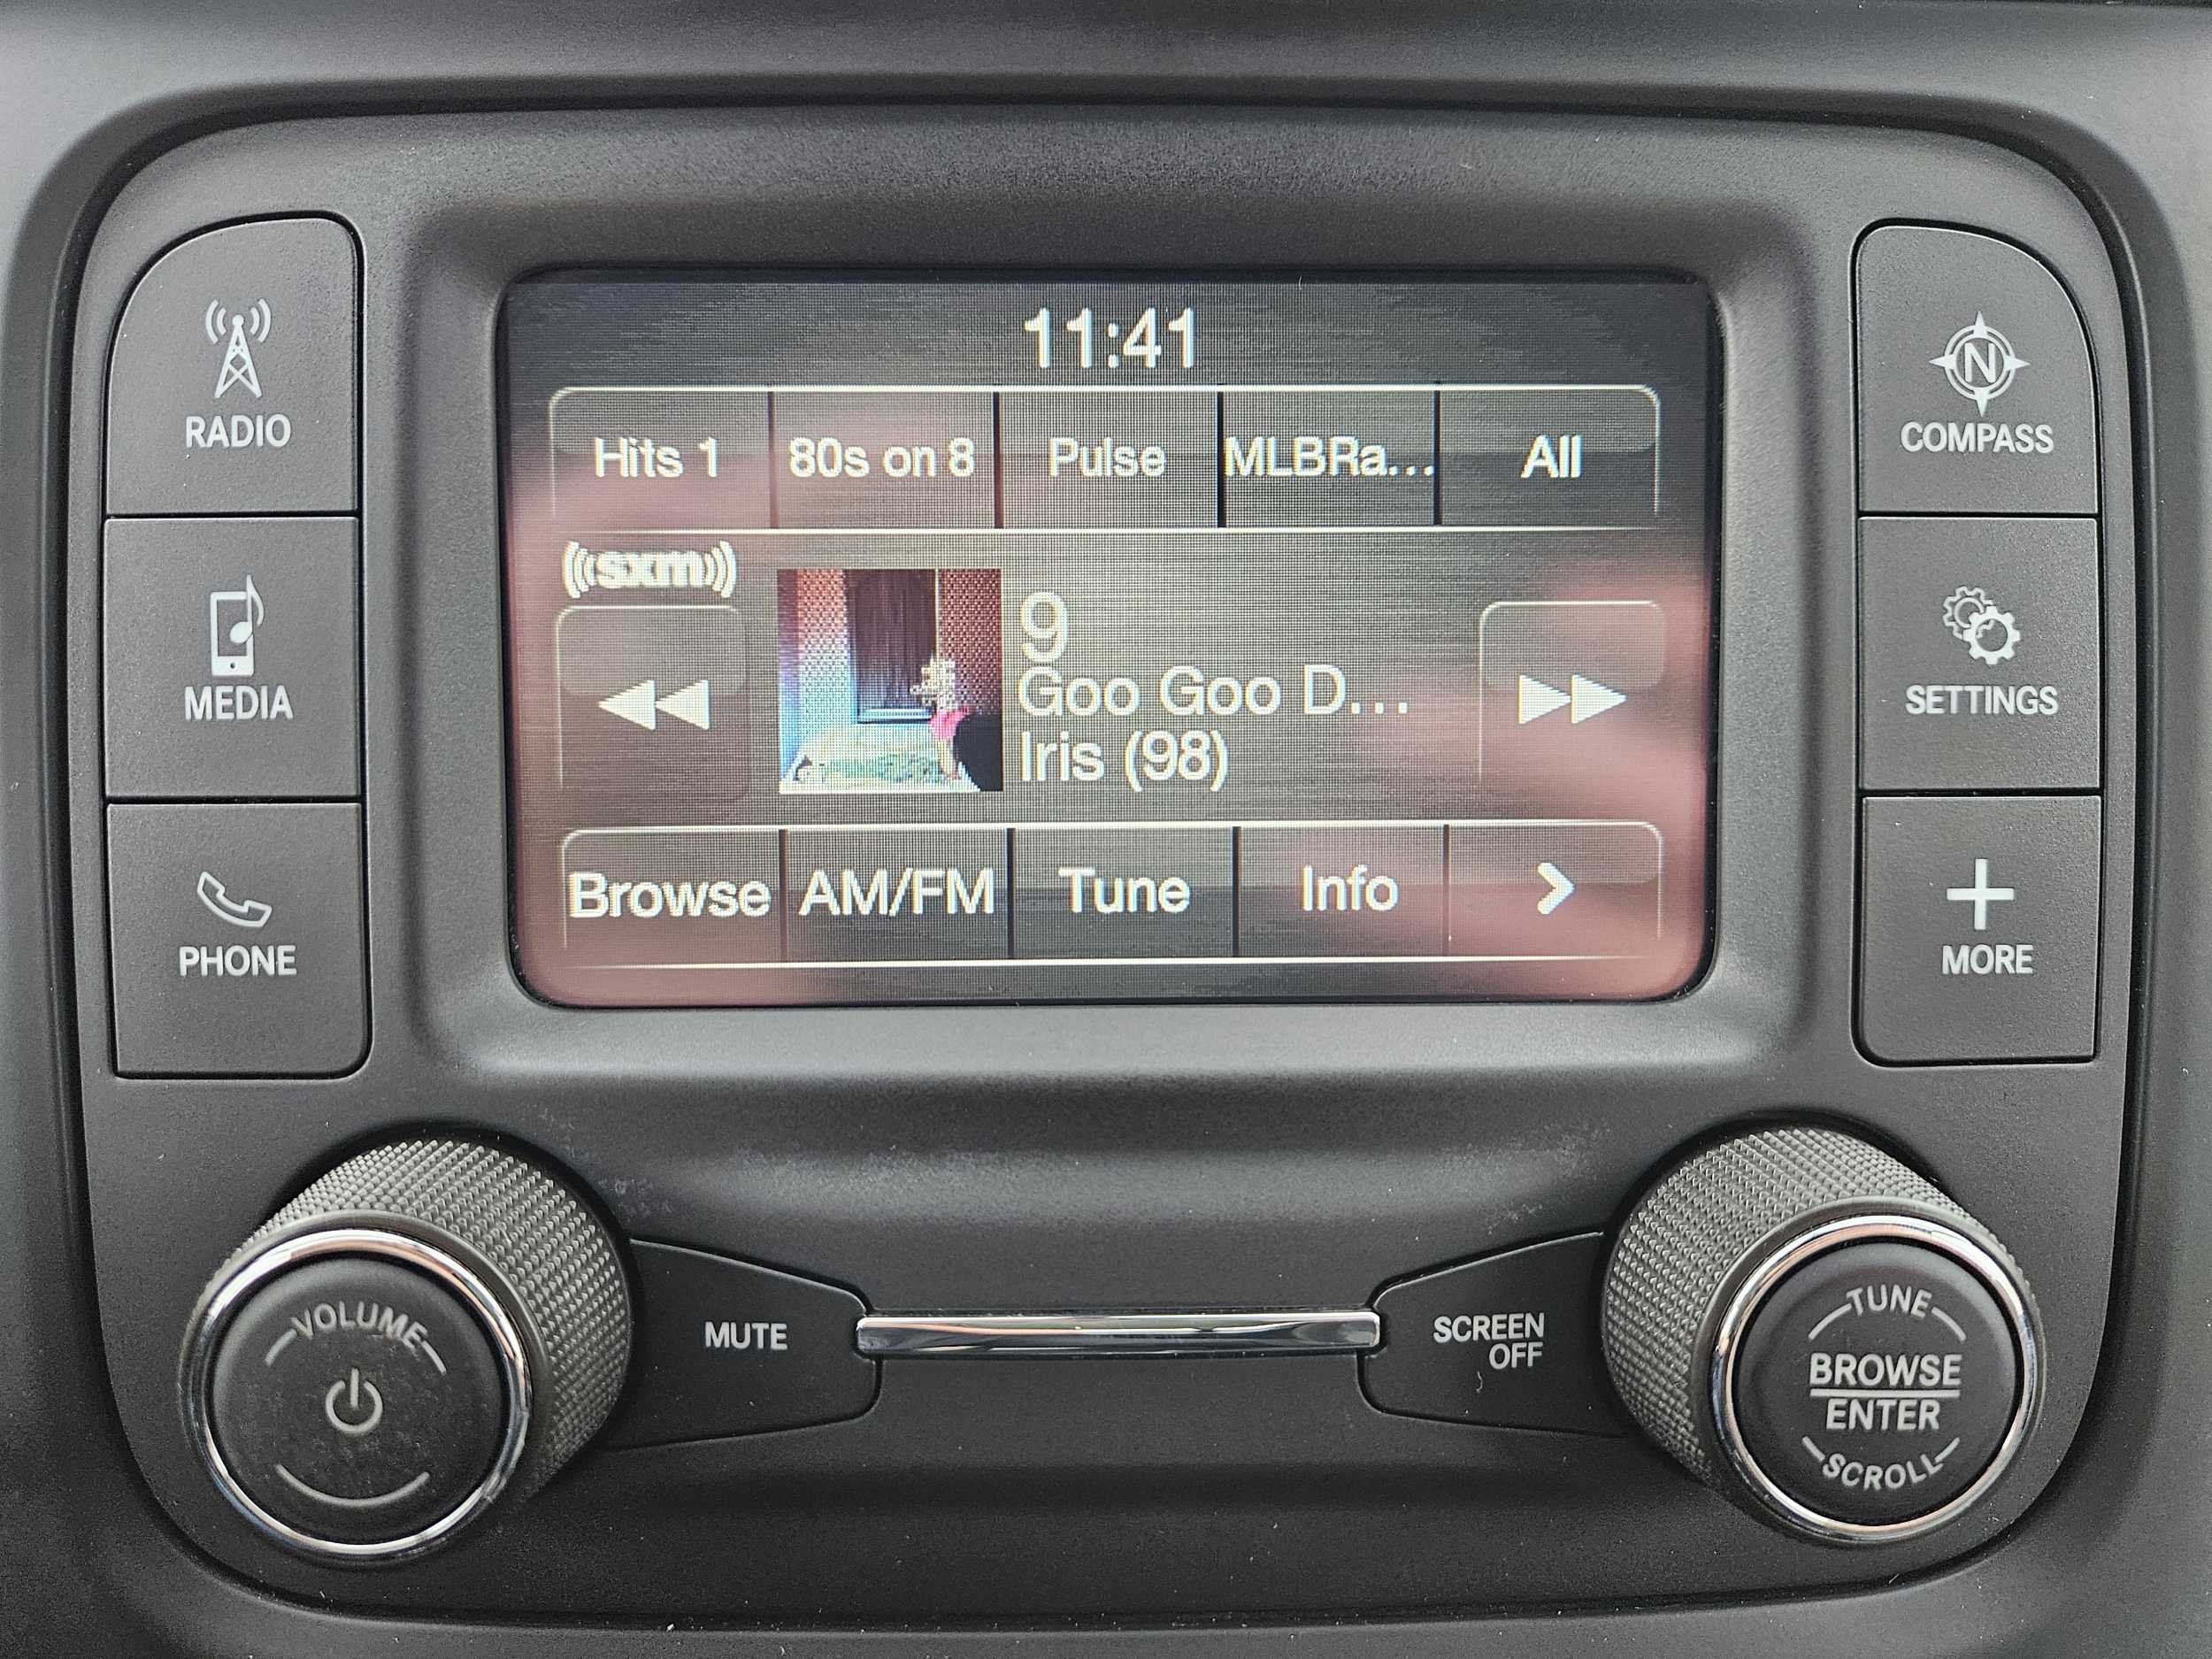 11:41
Hits 1
80s on 8
Pulse
MLBRa...
All
sxm
9
Goo Goo D...
Iris (98)
Browse
AM/FM
Tune
Info
RADIO
MEDIA
PHONE
N
COMPASS
SETTINGS
MORE
VOLUME
MUTE
SCREEN
OFF
TUNE
BROWSE
ENTER
SCROLL